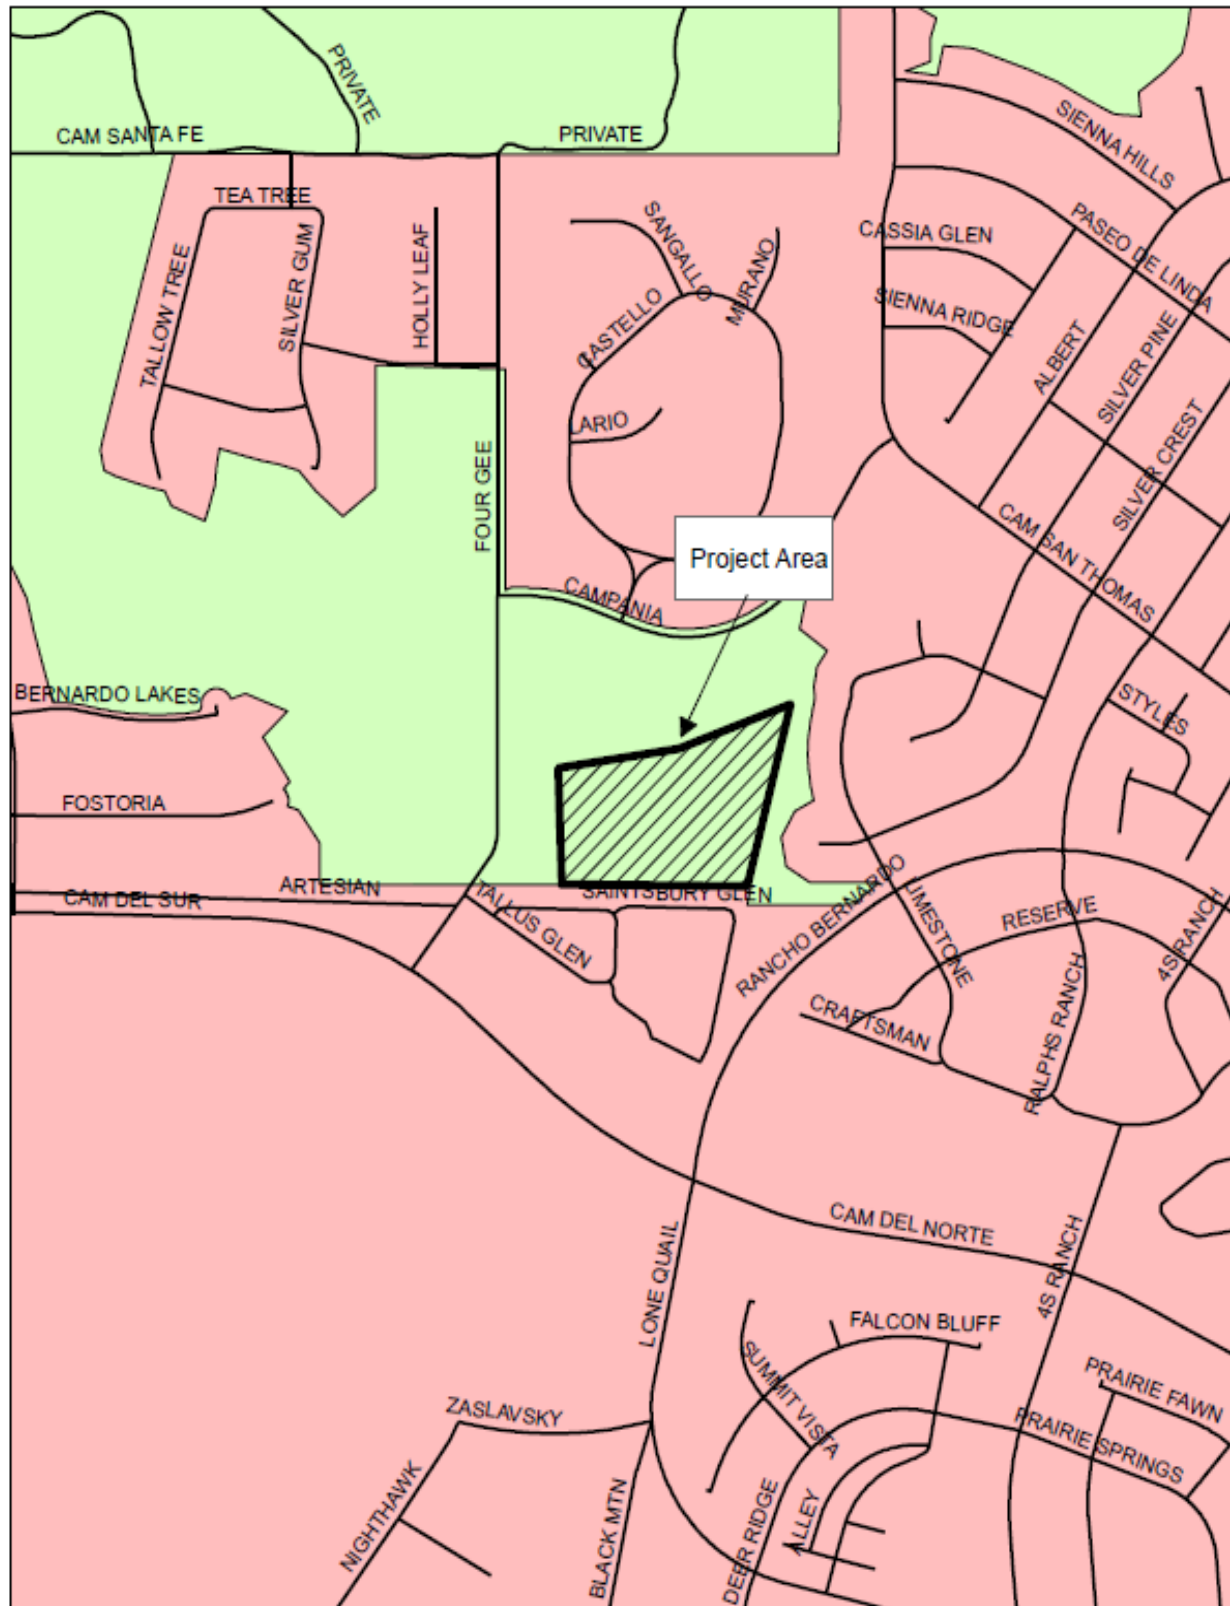 PRIVATE
CAM SANTA FE
PRIVATE
SIENNA HILLS
TEA TREE
SANGALLO
PASEO DE LINDA
CASSIA GLEN
HOLLY LEAF
SILVER GUM
TALLOW TREE
MURANO
CASTELLO
SIENNA RIDGE
ALBERT
SILVER PINE
LARIO
SILVER CREST
FOUR GEE
CAM SAN THOMAS
Project Area
CAMPANIA
BERNARDO LAKES
STYLES
FOSTORIA
ARTESIAN
SAINTSBURY GLEN
CAM DEL SUR
TALLUS GLEN
RANCHO BERNARDO
LIMESTONE
RESERVE
4S RANCH
CRAFTSMAN
RALPHS RANCH
CAM DEL NORTE
LONE QUAIL
4S RANCH
FALCON BLUFF
SUMMIT VISTA
PRAIRIE FAWN
ZASLAVSKY
PRAIRIE SPRINGS
NIGHTHAWK
BLACK MTN
DEER RIDGE
ALLEY